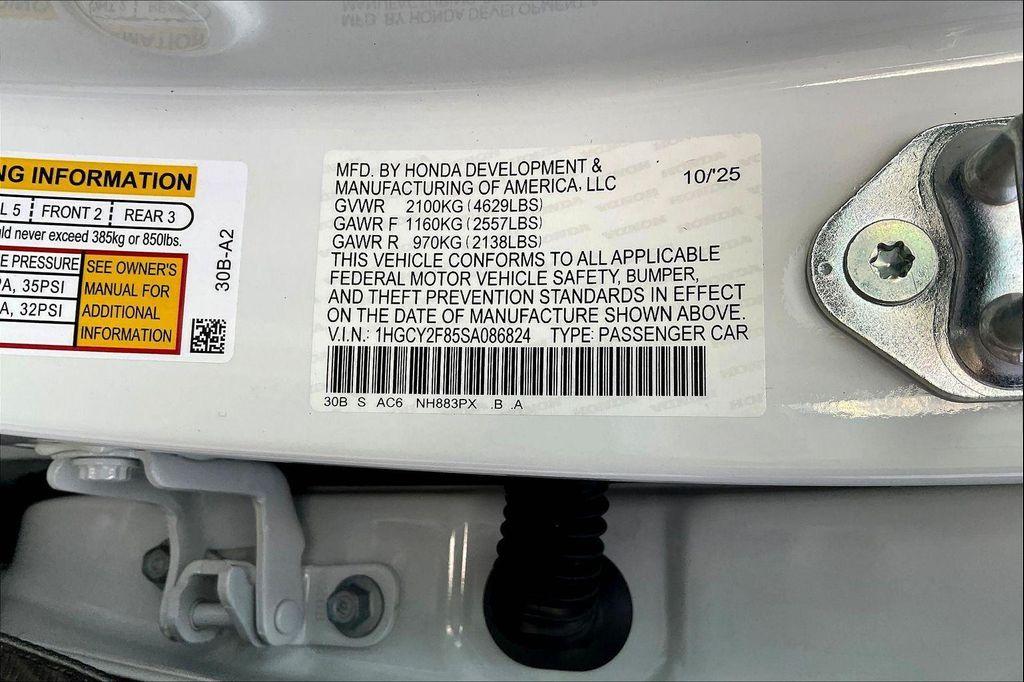 NG INFORMATION
L 5 FRONT 2 REAR 3
ld never exceed 385kg or 850lbs.
E PRESSURE
PA, 35PSI
A, 32PSI
SEE OWNER'S
MANUAL FOR
ADDITIONAL
INFORMATION
30B-A2
MFD. BY HONDA DEVELOPMENT &
MANUFACTURING OF AMERICA, LLC
10/'25
GVWR 2100KG (4629LBS)
GAWR F 1160KG (2557LBS)
GAWR R 970KG (2138LBS)
THIS VEHICLE CONFORMS TO ALL APPLICABLE
FEDERAL MOTOR VEHICLE SAFETY, BUMPER,
AND THEFT PREVENTION STANDARDS IN EFFECT
ON THE DATE OF MANUFACTURE SHOWN ABOVE.
V.I.N.: 1HGCY2F85SA086824 TYPE: PASSENGER CAR
30B S AC6 NH883PX .B .A